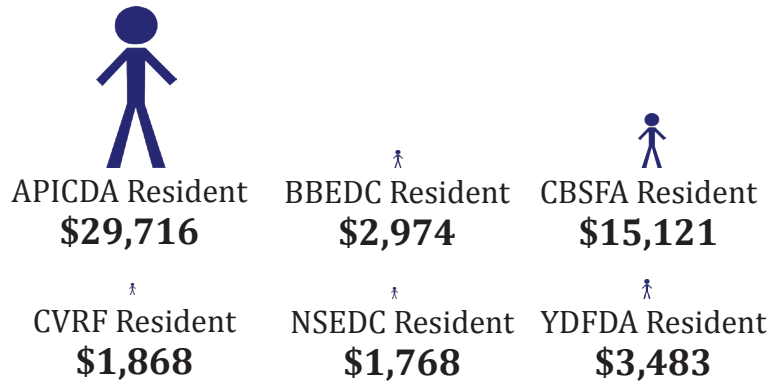 APICDA Resident
$29,716
BBEDC Resident
$2,974
CBSFA Resident
$15,121
CVRF Resident
$1,868
NSEDC Resident
$1,768
YDFDA Resident
$3,483